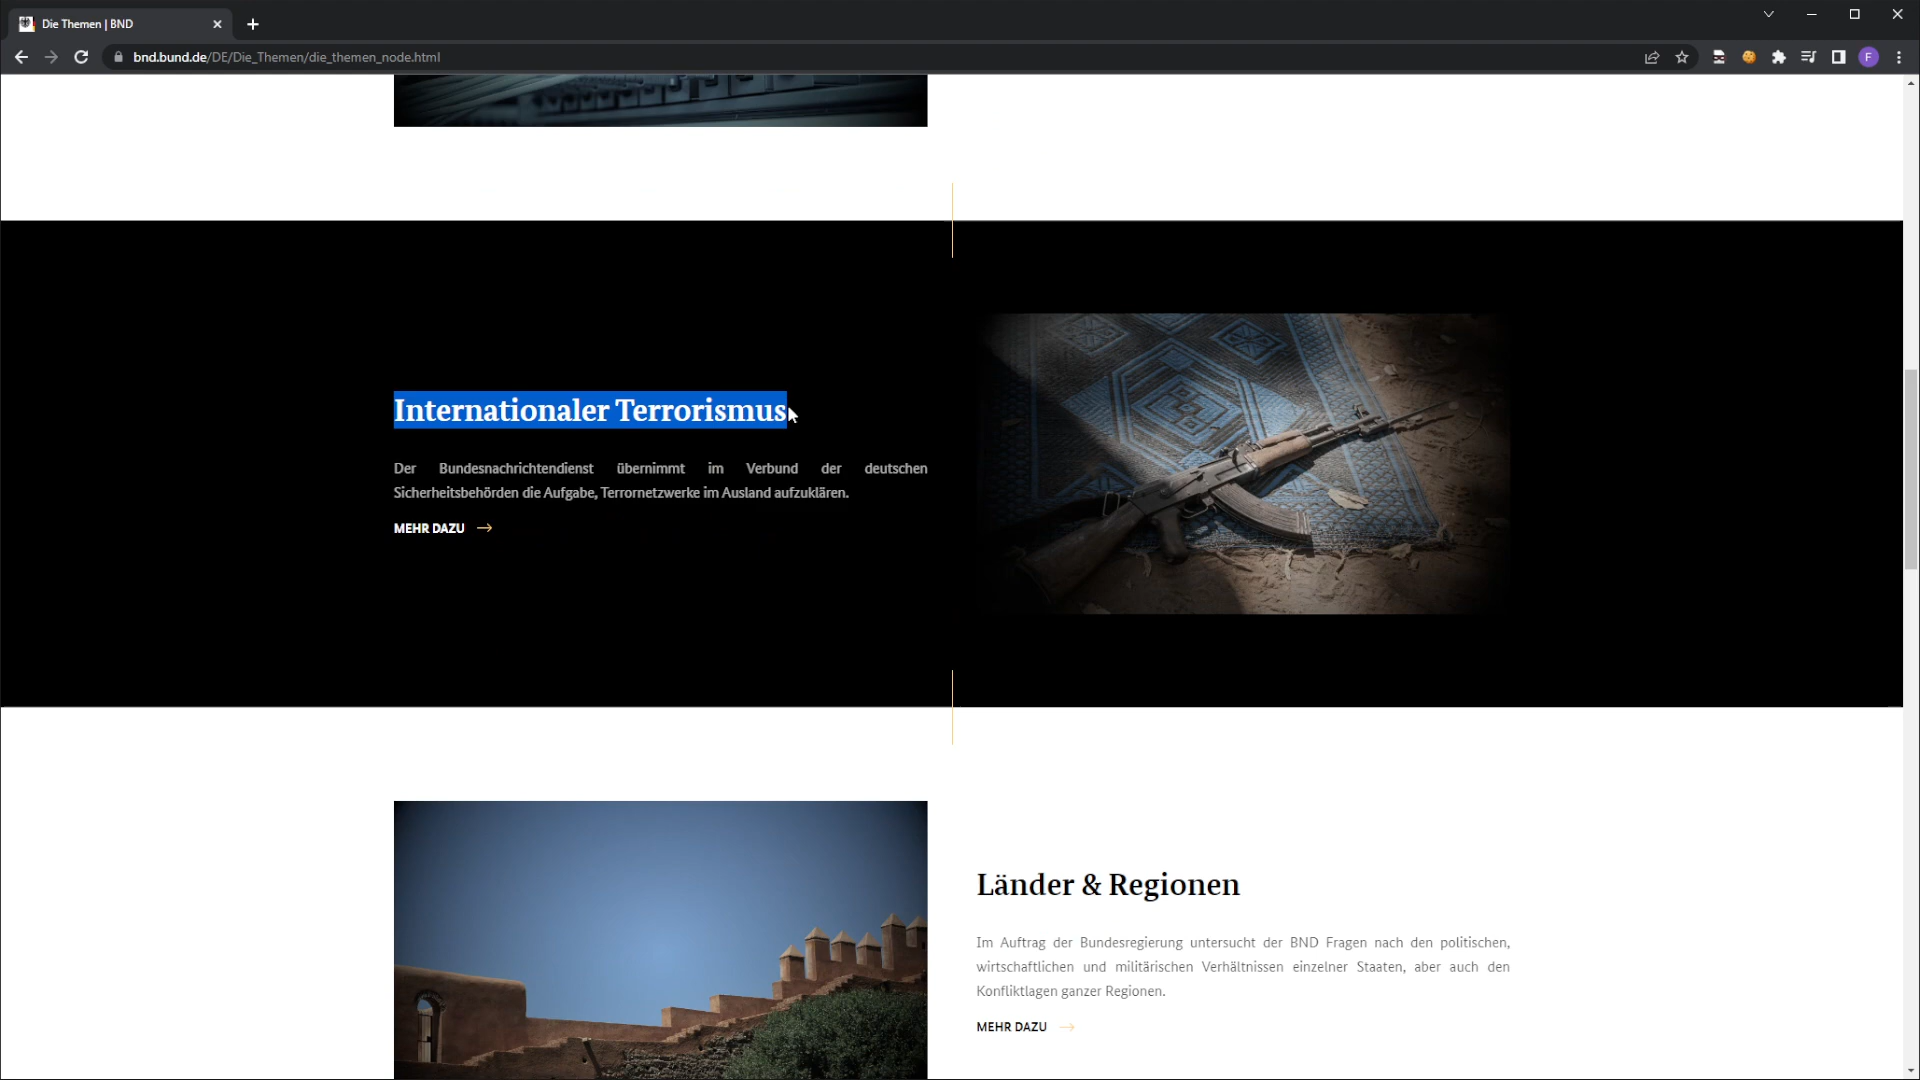 Die Themen | BND
bnd.bund.de/DE/Die_Themen/die_themen_node.html
F
Internationaler Terrorismus
Der Bundesnachrichtendienst übernimmt im Verbund der deutschen
Sicherheitsbehörden die Aufgabe, Terrornetzwerke im Ausland aufzuklären.
MEHR DAZU
Länder & Regionen
Im Auftrag der Bundesregierung untersucht der BND Fragen nach den politischen,
wirtschaftlichen und militärischen Verhältnissen einzelner Staaten, aber auch den
Konfliktlagen ganzer Regionen.
MEHR DAZU